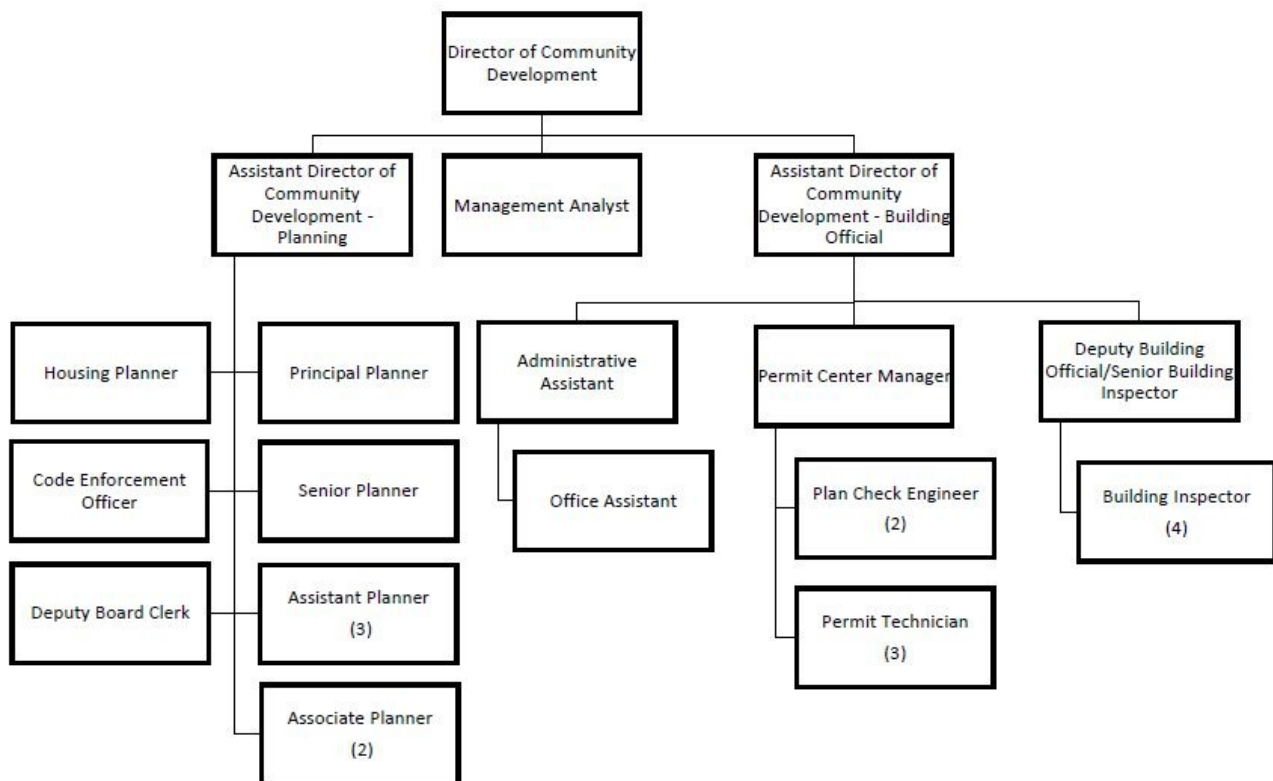 Director of Community
Development
Assistant Director of
Community
Development -
Planning
Management Analyst
Assistant Director of
Community
Development - Building
Official
Housing Planner
Principal Planner
Administrative
Assistant
Permit Center Manager
Deputy Building
Official/Senior Building
Inspector
Code Enforcement
Officer
Senior Planner
Office Assistant
Plan Check Engineer
(2)
Building Inspector
(4)
Deputy Board Clerk
Assistant Planner
(3)
Permit Technician
(3)
Associate Planner
(2)